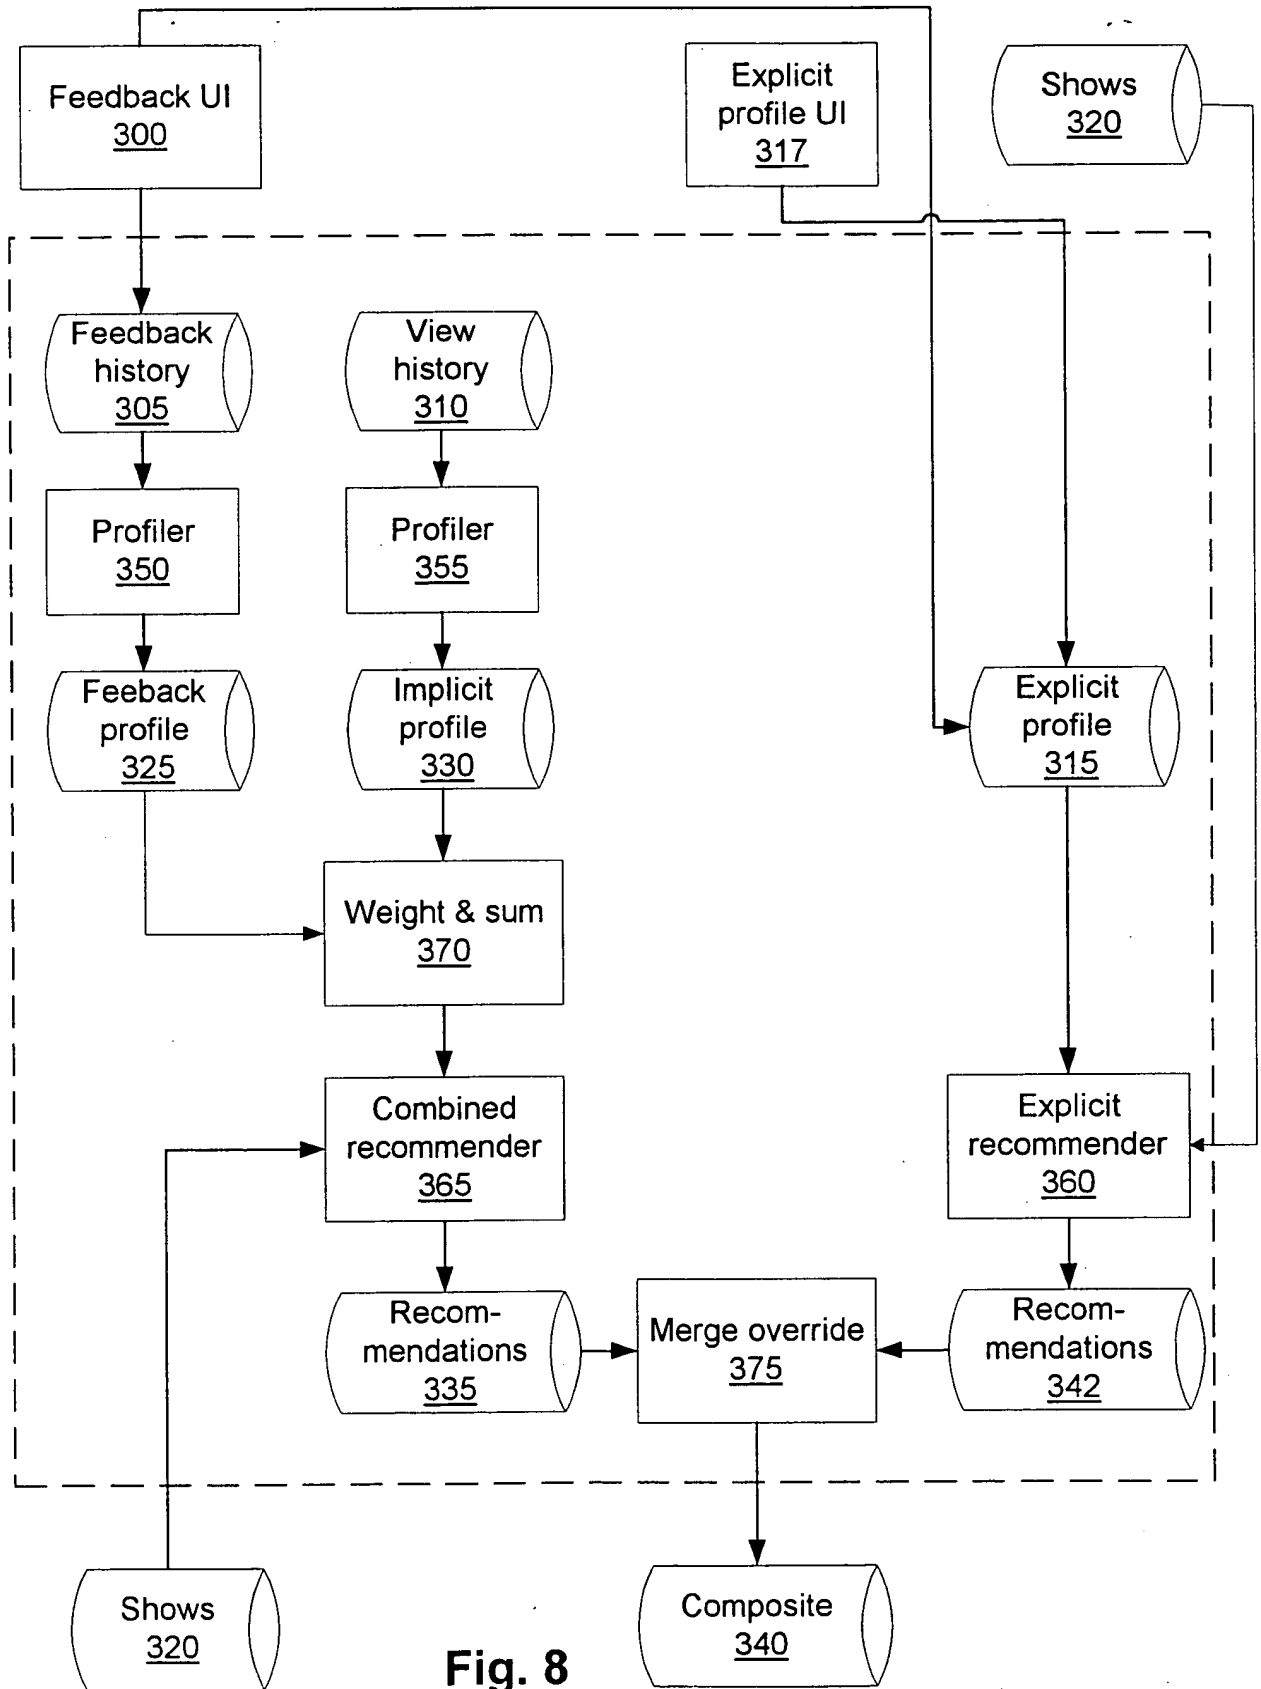 Feedback UI
300
Explicit
profile UI
317
Shows
320
Feedback
history
305
View
history
310
Profiler
350
Profiler
355
Feeback
profile
325
Implicit
profile
330
Explicit
profile
315
Weight & sum
370
Combined
recommender
365
Explicit
recommender
360
Recom-
mendations
335
Merge override
375
Recom-
mendations
342
Shows
320
Composite
340
Fig. 8